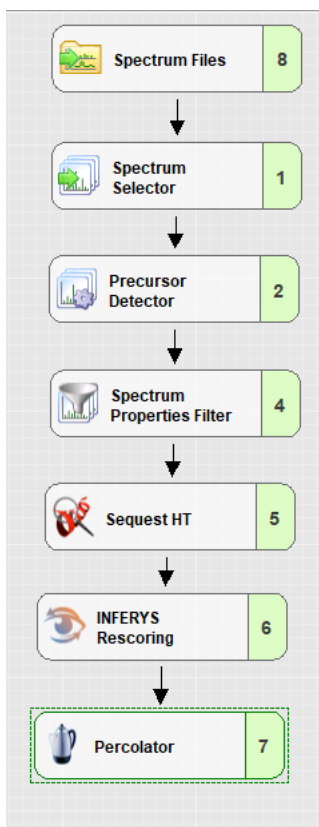 Spectrum Files 8
Spectrum
Selector
1
Precursor
Detector
2
Spectrum
Properties Filter
4
Sequest HT 5
INFERYS
Rescoring
6
Percolator 7